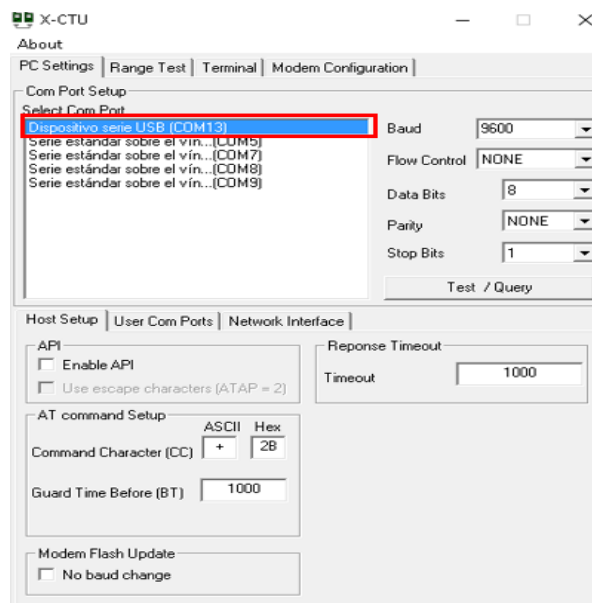 X-CTU
About
PC Settings Range Test Terminal Modem Configuration
Com Port Setup
Select Com Port
Dispositivo serie USB (COM13)
Serie estándar sobre el vín...(COM5)
Serie estándar sobre el vín...(COM7)
Serie estándar sobre el vín...(COM8)
Serie estándar sobre el vín...(COM9)
Baud 9600
Flow Control NONE
Data Bits 8
Parity NONE
Stop Bits 1
Test / Query
Host Setup User Com Ports Network Interface
API
Enable API
Use escape characters (ATAP = 2)
Reponse Timeout
Timeout 1000
AT command Setup
ASCII Hex
Command Character (CC) + 2B
Guard Time Before (BT) 1000
Modem Flash Update
No baud change